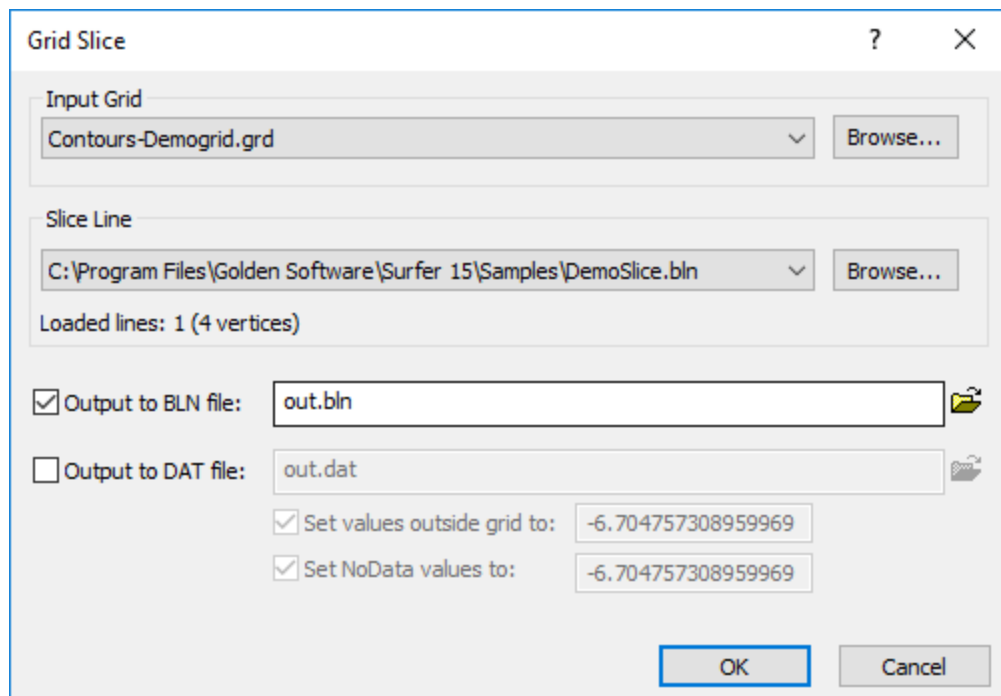 Grid Slice
?
Input Grid
Contours-Demogrid.grd
Browse...
Slice Line
C:\Program Files\Golden Software\Surfer 15\Samples\DemoSlice.bln
Browse...
Loaded lines: 1 (4 vertices)
Output to BLN file:
out.bln
Output to DAT file:
out.dat
Set values outside grid to:
-6.704757308959969
Set NoData values to:
-6.704757308959969
OK
Cancel